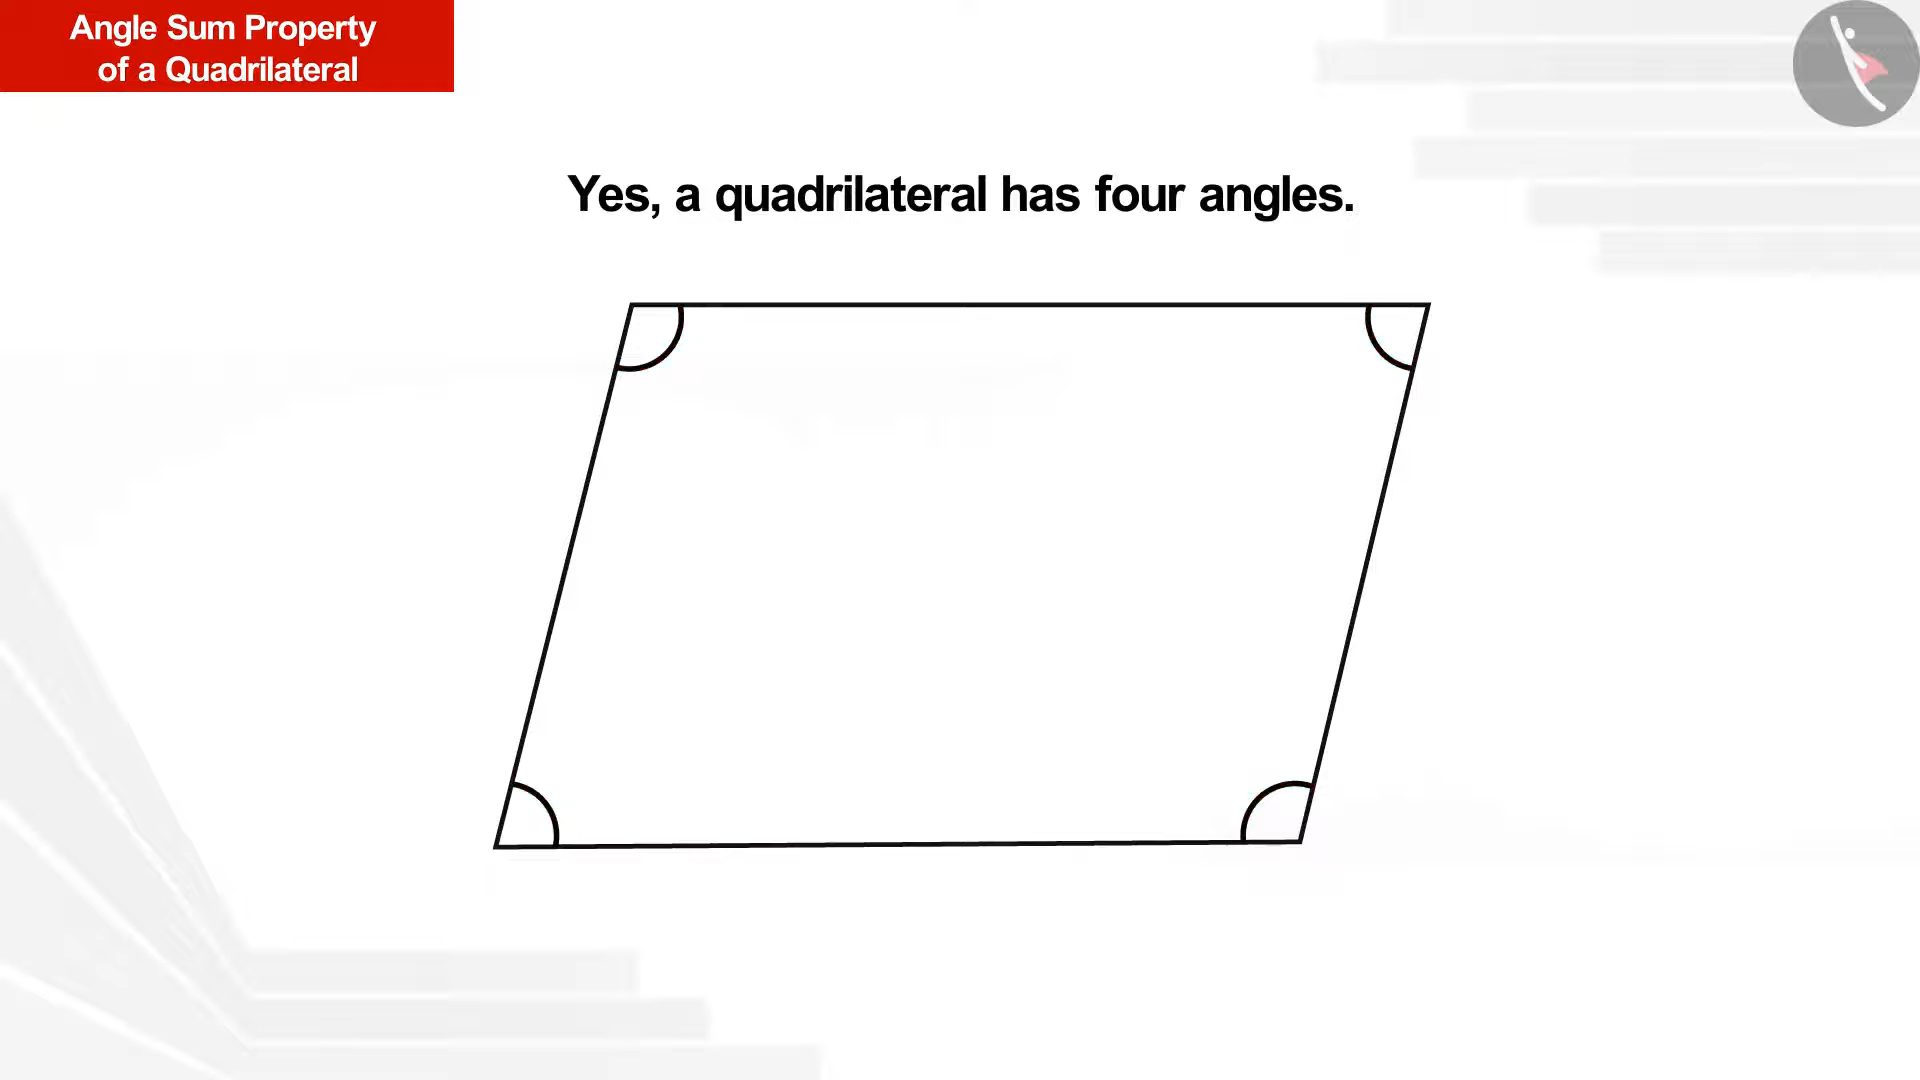 Angle Sum Property
of a Quadrilateral
Yes, a quadrilateral has four angles.